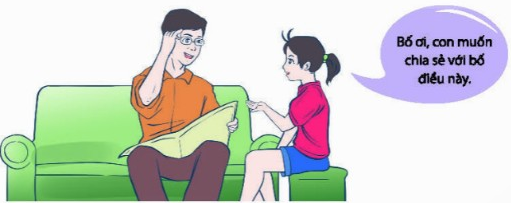 Bố ơi, con muốn
chia sẻ với bố
điều này.